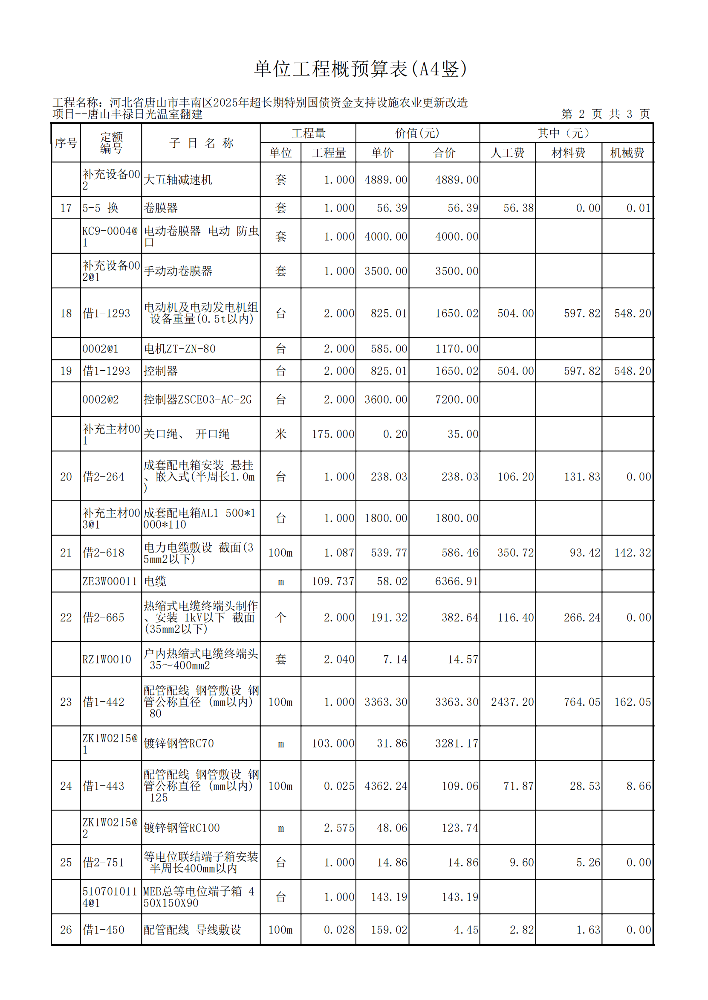 单位工程概预算表(A4竖)
工程名称：河北省唐山市丰南区2025年超长期特别国债资金支持设施农业更新改造
项目--唐山丰禄日光温室翻建 第 2 页 共 3 页
序号 定额编号 子 目 名 称 工程量 价值(元) 其中（元）
单位 工程量 单价 合价 人工费 材料费 机械费
补充设备002 大五轴减速机 套 1.000 4889.00 4889.00
17 5-5 换 卷膜器 套 1.000 56.39 56.39 56.38 0.00 0.01
KC9-0004@1 电动卷膜器 电动 防虫口 套 1.000 4000.00 4000.00
补充设备002@1 手动动卷膜器 套 1.000 3500.00 3500.00
18 借1-1293 电动机及电动发电机组 设备重量(0.5t以内) 台 2.000 825.01 1650.02 504.00 597.82 548.20
0002@1 电机ZT-ZN-80 台 2.000 585.00 1170.00
19 借1-1293 控制器 台 2.000 825.01 1650.02 504.00 597.82 548.20
0002@2 控制器ZSCE03-AC-2G 台 2.000 3600.00 7200.00
补充主材001 关口绳、 开口绳 米 175.000 0.20 35.00
20 借2-264 成套配电箱安装 悬挂、嵌入式(半周长1.0m) 台 1.000 238.03 238.03 106.20 131.83 0.00
补充主材003@1 成套配电箱AL1 500*1000*110 台 1.000 1800.00 1800.00
21 借2-618 电力电缆敷设 截面(35mm2以下) 100m 1.087 539.77 586.46 350.72 93.42 142.32
ZE3W00011 电缆 m 109.737 58.02 6366.91
22 借2-665 热缩式电缆终端头制作、安装 1kV以下 截面(35mm2以下) 个 2.000 191.32 382.64 116.40 266.24 0.00
RZ1W0010 户内热缩式电缆终端头 35～400mm2 套 2.040 7.14 14.57
23 借1-442 配管配线 钢管敷设 钢管公称直径 (mm以内) 80 100m 1.000 3363.30 3363.30 2437.20 764.05 162.05
ZK1W0215@1 镀锌钢管RC70 m 103.000 31.86 3281.17
24 借1-443 配管配线 钢管敷设 钢管公称直径 (mm以内) 125 100m 0.025 4362.24 109.06 71.87 28.53 8.66
ZK1W0215@2 镀锌钢管RC100 m 2.575 48.06 123.74
25 借2-751 等电位联结端子箱安装 半周长400mm以内 台 1.000 14.86 14.86 9.60 5.26 0.00
5107010114@1 MEB总等电位端子箱 450X150X90 台 1.000 143.19 143.19
26 借1-450 配管配线 导线敷设 100m 0.028 159.02 4.45 2.82 1.63 0.00